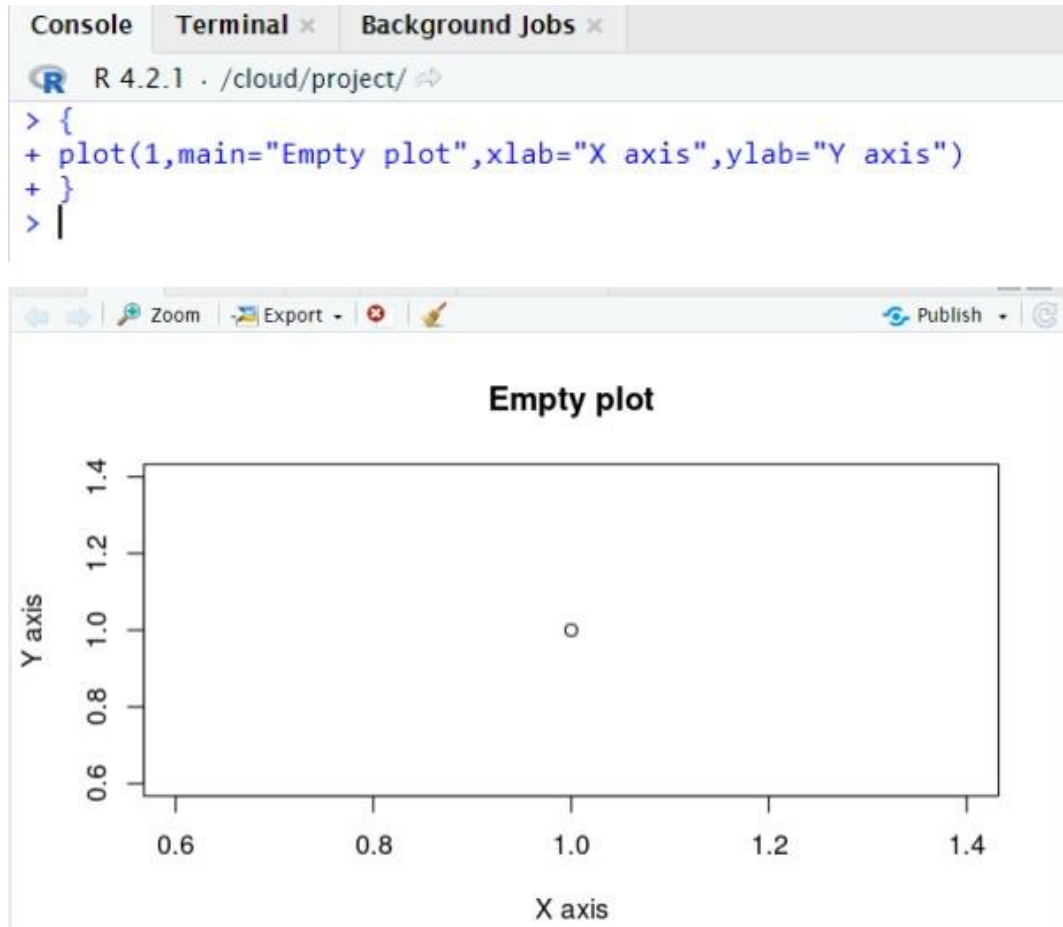 Console Terminal × Background Jobs ×
R R 4.2.1 · /cloud/project/
> {
+ plot(1,main="Empty plot",xlab="X axis",ylab="Y axis")
+ }
>
Zoom Export Publish
Empty plot
Y axis
1.4
1.2
1.0
0.8
0.6
0.6 0.8 1.0 1.2 1.4
X axis